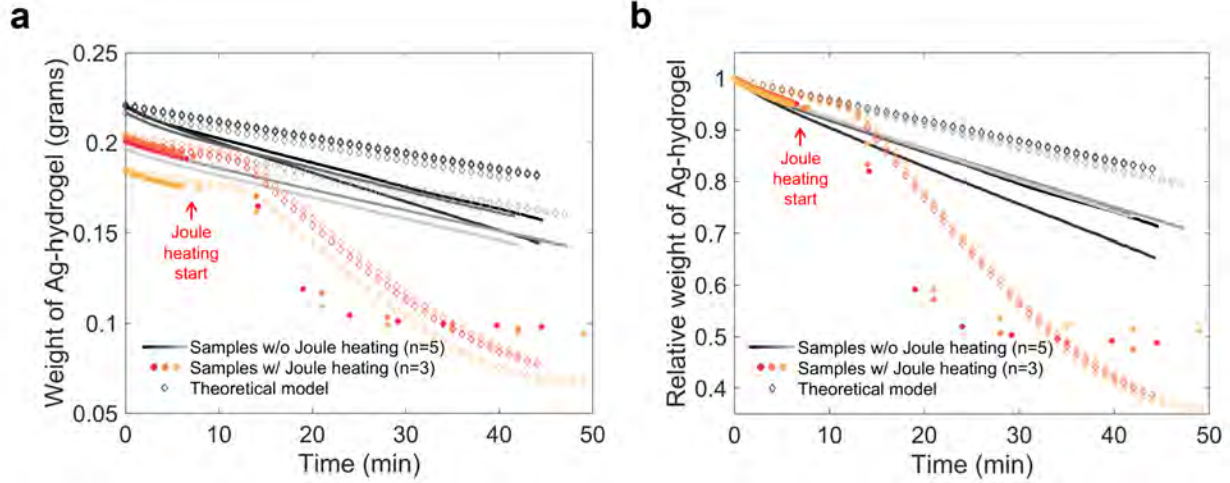 a
Weight of Ag-hydrogel (grams)
0.25
0.2
0.15
0.1
0.05
Joule
heating
start
Samples w/o Joule heating (n=5)
Samples w/ Joule heating (n=3)
Theoretical model
0 10 20 30 40 50
Time (min)
b
Relative weight of Ag-hydrogel
1
0.9
0.8
0.7
0.6
0.5
0.4
Joule
heating
start
Samples w/o Joule heating (n=5)
Samples w/ Joule heating (n=3)
Theoretical model
0 10 20 30 40 50
Time (min)